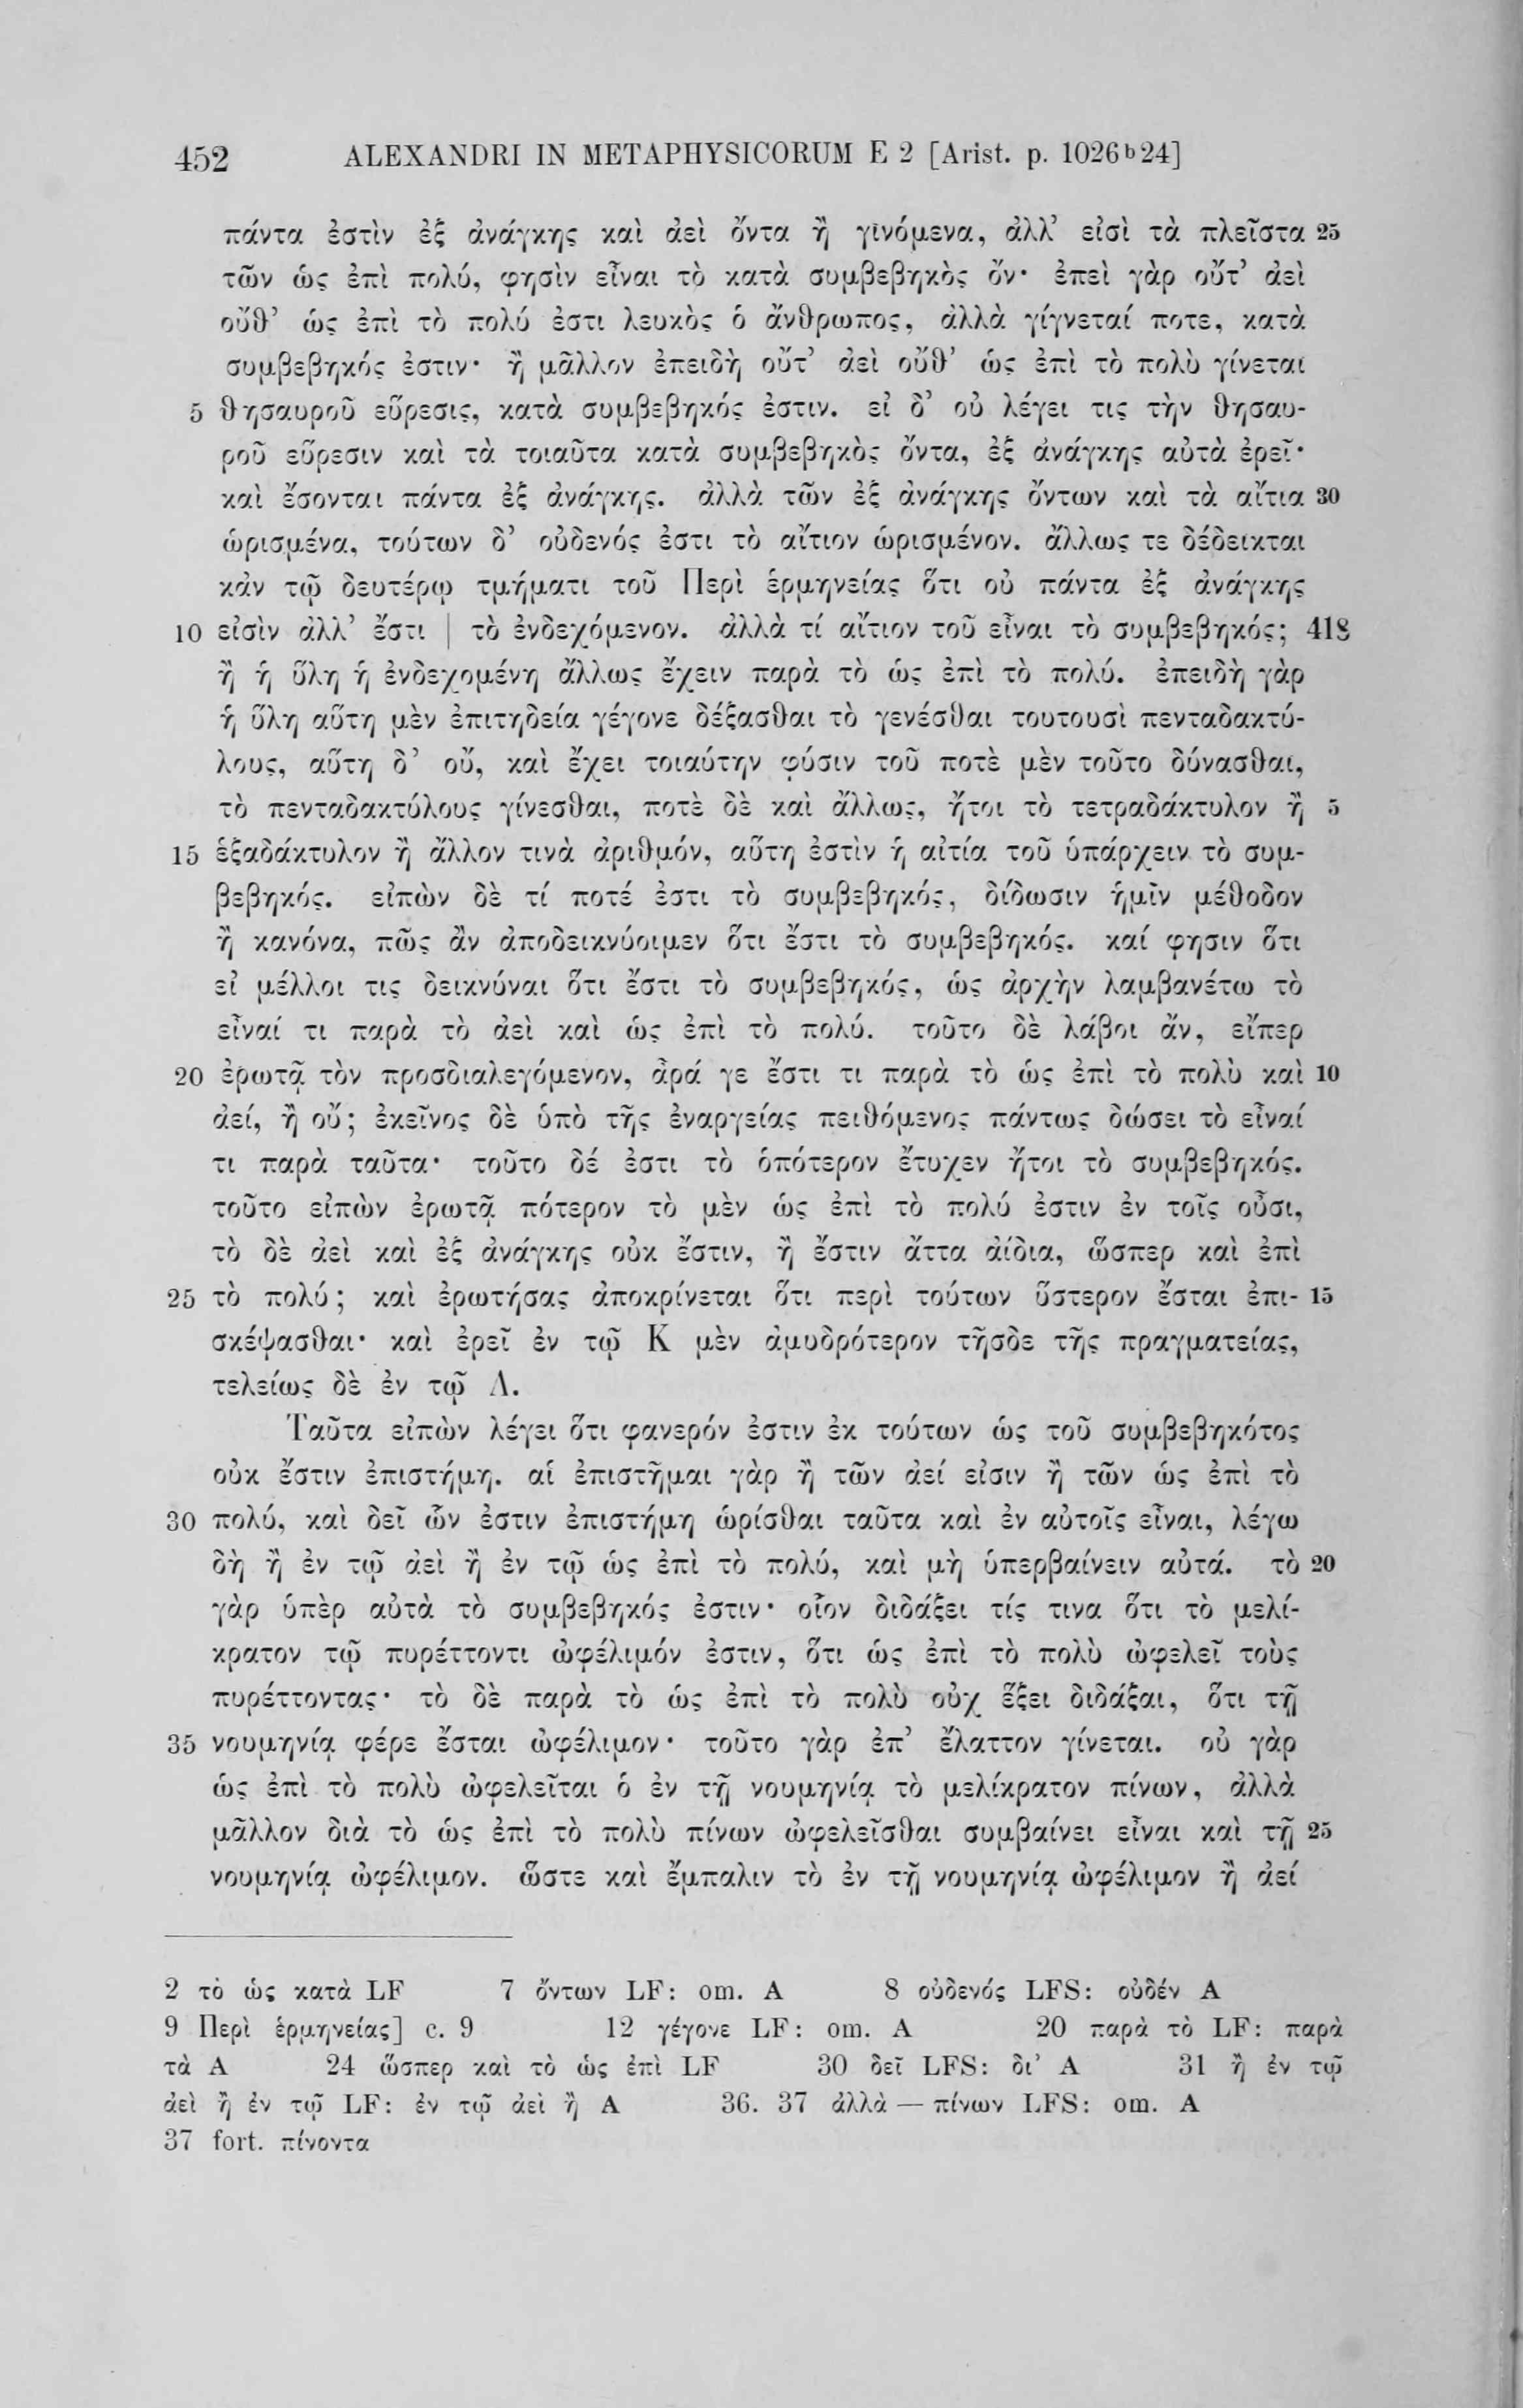 452 ALEXANDRI IN METAPHYSICORUM E 2 [Arist. p. 1026ᵇ24]
πάντα ἐστὶν ἐξ ἀνάγκης καὶ ἀεὶ ὄντα ἢ γινόμενα, ἀλλ’ εἰσὶ τὰ πλεῖστα 25
τῶν ὡς ἐπὶ πολύ, φησὶν εἶναι τὸ κατὰ συμβεβηκὸς ὄν· ἐπεὶ γὰρ οὔτ’ ἀεὶ
οὔθ’ ὡς ἐπὶ τὸ πολύ ἐστι λευκὸς ὁ ἄνθρωπος, ἀλλὰ γίγνεταί ποτε, κατὰ
συμβεβηκός ἐστιν· ἢ μᾶλλον ἐπειδὴ οὔτ’ ἀεὶ οὔθ’ ὡς ἐπὶ τὸ πολὺ γίνεται
5 θησαυροῦ εὕρεσις, κατὰ συμβεβηκός ἐστιν. εἰ δ’ οὐ λέγει τις τὴν θησαυ-
ροῦ εὕρεσιν καὶ τὰ τοιαῦτα κατὰ συμβεβηκὸς ὄντα, ἐξ ἀνάγκης αὐτὰ ἐρεῖ·
καὶ ἔσονται πάντα ἐξ ἀνάγκης. ἀλλὰ τῶν ἐξ ἀνάγκης ὄντων καὶ τὰ αἴτια 30
ὡρισμένα, τούτων δ’ οὐδενός ἐστι τὸ αἴτιον ὡρισμένον. ἄλλως τε δέδεικται
κἀν τῷ δευτέρῳ τμήματι τοῦ Περὶ ἑρμηνείας ὅτι οὐ πάντα ἐξ ἀνάγκης
10 εἰσὶν ἀλλ’ ἔστι | τὸ ἐνδεχόμενον. ἀλλὰ τί αἴτιον τοῦ εἶναι τὸ συμβεβηκός; 418
ἢ ἡ ὕλη ἡ ἐνδεχομένη ἄλλως ἔχειν παρὰ τὸ ὡς ἐπὶ τὸ πολύ. ἐπειδὴ γὰρ
ἡ ὕλη αὕτη μὲν ἐπιτηδεία γέγονε δέξασθαι τὸ γενέσθαι τουτουσὶ πενταδακτύ-
λους, αὕτη δ’ οὔ, καὶ ἔχει τοιαύτην φύσιν τοῦ ποτὲ μὲν τοῦτο δύνασθαι,
τὸ πενταδακτύλους γίνεσθαι, ποτὲ δὲ καὶ ἄλλως, ἤτοι τὸ τετραδάκτυλον ἢ 5
15 ἑξαδάκτυλον ἢ ἄλλον τινὰ ἀριθμόν, αὕτη ἐστὶν ἡ αἰτία τοῦ ὑπάρχειν τὸ συμ-
βεβηκός. εἰπὼν δὲ τί ποτέ ἐστι τὸ συμβεβηκός, δίδωσιν ἡμῖν μέθοδον
ἢ κανόνα, πῶς ἂν ἀποδεικνύοιμεν ὅτι ἔστι τὸ συμβεβηκός. καί φησιν ὅτι
εἰ μέλλοι τις δεικνύναι ὅτι ἔστι τὸ συμβεβηκός, ὡς ἀρχὴν λαμβανέτω τὸ
εἶναί τι παρὰ τὸ ἀεὶ καὶ ὡς ἐπὶ τὸ πολύ. τοῦτο δὲ λάβοι ἄν, εἴπερ
20 ἐρωτᾷ τὸν προσδιαλεγόμενον, ἆρά γε ἔστι τι παρὰ τὸ ὡς ἐπὶ τὸ πολὺ καὶ 10
ἀεί, ἢ οὔ; ἐκεῖνος δὲ ὑπὸ τῆς ἐναργείας πειθόμενος πάντως δώσει τὸ εἶναί
τι παρὰ ταῦτα· τοῦτο δέ ἐστι τὸ ὁπότερον ἔτυχεν ἤτοι τὸ συμβεβηκός.
τοῦτο εἰπὼν ἐρωτᾷ πότερον τὸ μὲν ὡς ἐπὶ τὸ πολύ ἐστιν ἐν τοῖς οὖσι,
τὸ δὲ ἀεὶ καὶ ἐξ ἀνάγκης οὐκ ἔστιν, ἢ ἔστιν ἄττα ἀίδια, ὥσπερ καὶ ἐπὶ
25 τὸ πολύ; καὶ ἐρωτήσας ἀποκρίνεται ὅτι περὶ τούτων ὕστερον ἔσται ἐπι- 15
σκέψασθαι· καὶ ἐρεῖ ἐν τῷ Κ μὲν ἀμυδρότερον τῆσδε τῆς πραγματείας,
τελείως δὲ ἐν τῷ Λ.
Ταῦτα εἰπὼν λέγει ὅτι φανερόν ἐστιν ἐκ τούτων ὡς τοῦ συμβεβηκότος
οὐκ ἔστιν ἐπιστήμη. αἱ ἐπιστῆμαι γὰρ ἢ τῶν ἀεί εἰσιν ἢ τῶν ὡς ἐπὶ τὸ
30 πολύ, καὶ δεῖ ὧν ἐστιν ἐπιστήμη ὡρίσθαι ταῦτα καὶ ἐν αὐτοῖς εἶναι, λέγω
δὴ ἢ ἐν τῷ ἀεὶ ἢ ἐν τῷ ὡς ἐπὶ τὸ πολύ, καὶ μὴ ὑπερβαίνειν αὐτά. τὸ 20
γὰρ ὑπὲρ αὐτὰ τὸ συμβεβηκός ἐστιν· οἷον διδάξει τίς τινα ὅτι τὸ μελί-
κρατον τῷ πυρέττοντι ὠφέλιμόν ἐστιν, ὅτι ὡς ἐπὶ τὸ πολὺ ὠφελεῖ τοὺς
πυρέττοντας· τὸ δὲ παρὰ τὸ ὡς ἐπὶ τὸ πολὺ οὐχ ἕξει διδάξαι, ὅτι τῇ
35 νουμηνίᾳ φέρε ἔσται ὠφέλιμον· τοῦτο γὰρ ἐπ’ ἔλαττον γίνεται. οὐ γὰρ
ὡς ἐπὶ τὸ πολὺ ὠφελεῖται ὁ ἐν τῇ νουμηνίᾳ τὸ μελίκρατον πίνων, ἀλλὰ
μᾶλλον διὰ τὸ ὡς ἐπὶ τὸ πολὺ πίνων ὠφελεῖσθαι συμβαίνει εἶναι καὶ τῇ 25
νουμηνίᾳ ὠφέλιμον. ὥστε καὶ ἔμπαλιν τὸ ἐν τῇ νουμηνίᾳ ὠφέλιμον ἢ ἀεί
2 τὸ ὡς κατὰ LF 7 ὄντων LF: om. A 8 οὐδενός LFS: οὐδέν A
9 Περὶ ἑρμηνείας] c. 9 12 γέγονε LF: om. A 20 παρὰ τὸ LF: παρὰ
τὰ A 24 ὥσπερ καὶ τὸ ὡς ἐπὶ LF 30 δεῖ LFS: δι’ A 31 ἢ ἐν τῷ
ἀεὶ ἢ ἐν τῷ LF: ἐν τῷ ἀεὶ ἢ A 36. 37 ἀλλὰ — πίνων LFS: om. A
37 fort. πίνοντα